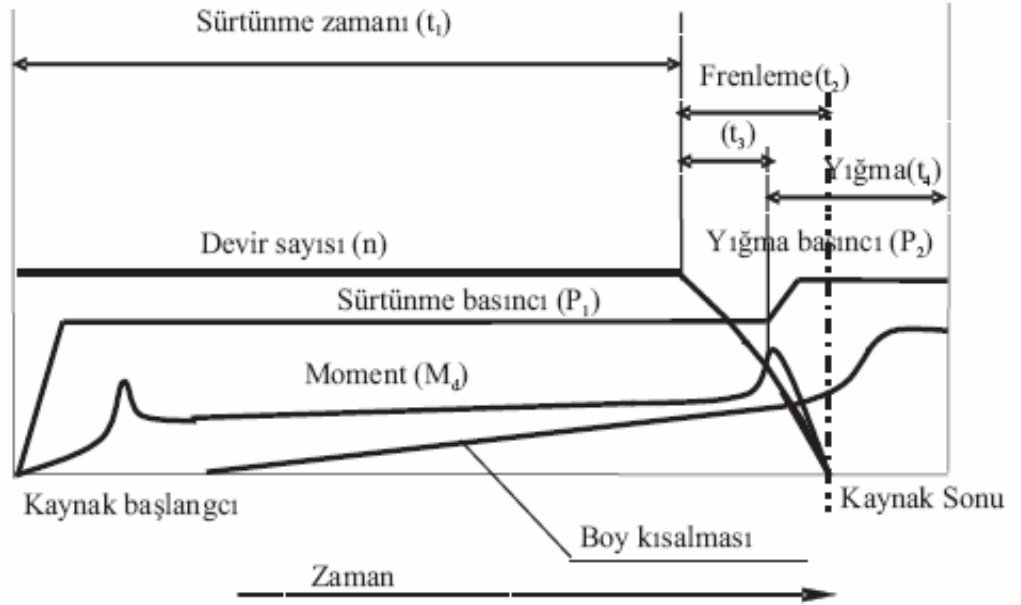 Sürtünme zamanı (t₁)
Frenleme(t₂)
(t₃)
Yığma(t₄)
Devir sayısı (n)
Yığma basıncı (P₂)
Sürtünme basıncı (P₁)
Moment (M_d)
Kaynak başlangcı
Kaynak Sonu
Boy kısalması
Zaman